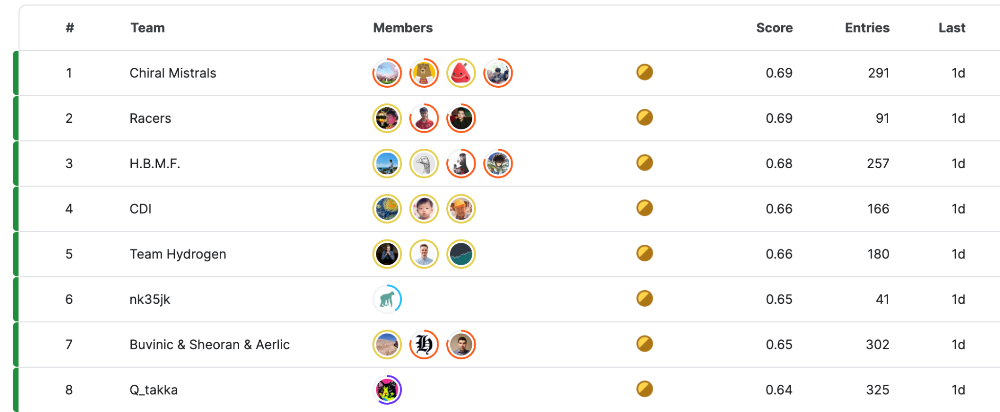 # Team Members Score Entries Last
1 Chiral Mistrals 0.69 291 1d
2 Racers 0.69 91 1d
3 H.B.M.F. 0.68 257 1d
4 CDI 0.66 166 1d
5 Team Hydrogen 0.66 180 1d
6 nk35jk 0.65 41 1d
7 Buvinic & Sheoran & Aerlic 0.65 302 1d
8 Q_takka 0.64 325 1d